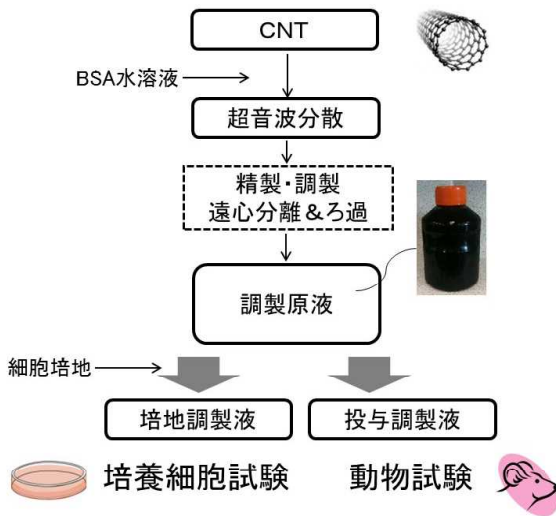 CNT
BSA水溶液
超音波分散
精製・調製
遠心分離&ろ過
調製原液
細胞培地
培地調製液
投与調製液
培養細胞試験
動物試験